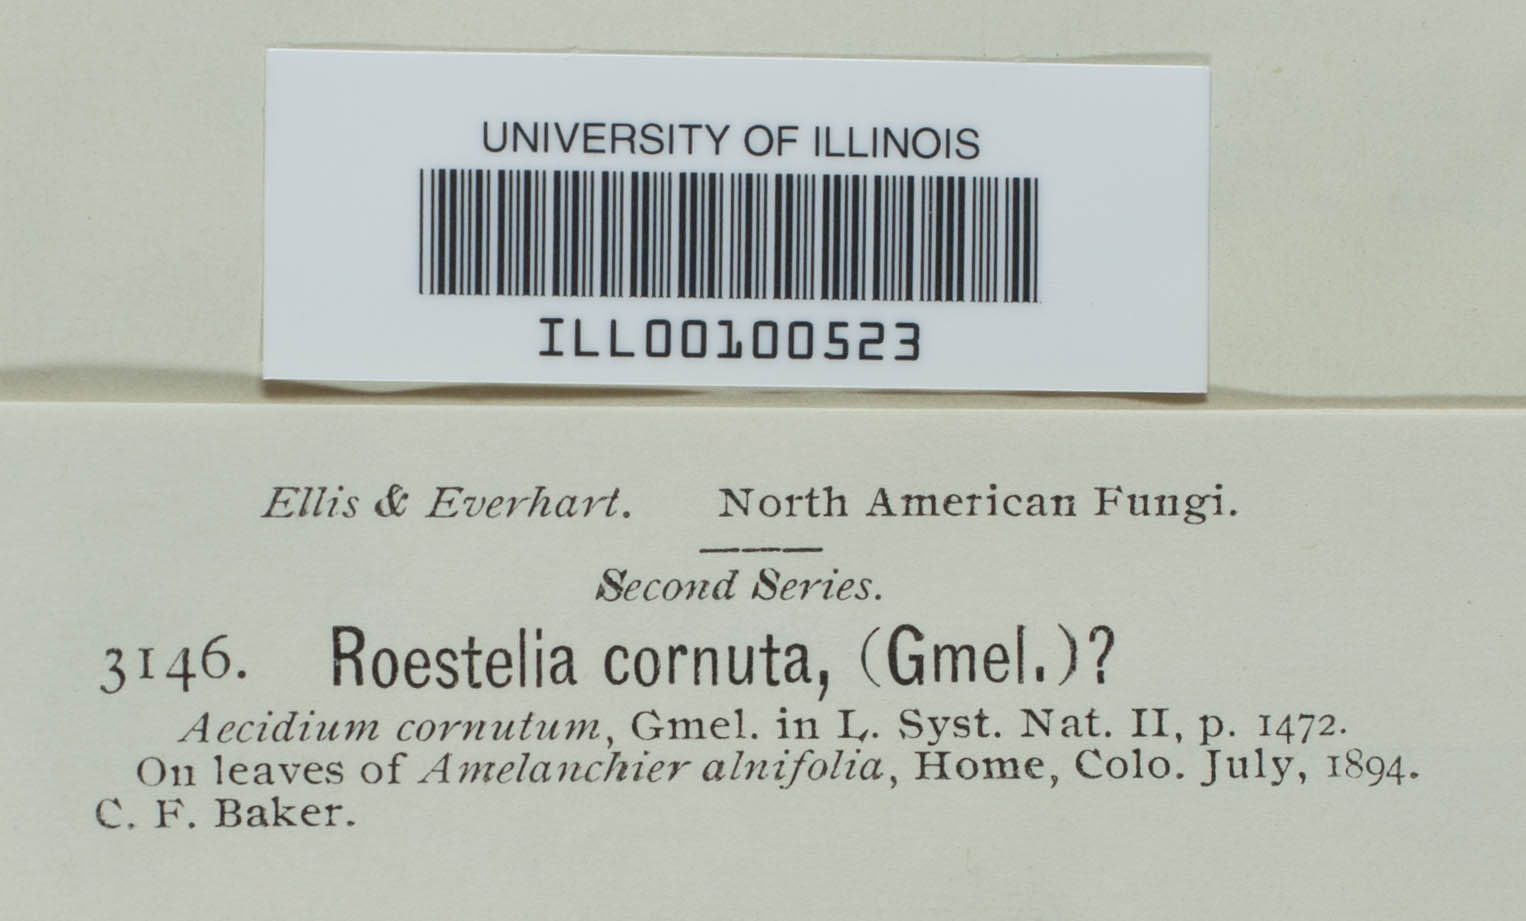 UNIVERSITY OF ILLINOIS
ILL00100523
Ellis & Everhart. North American Fungi.
Second Series.
3146. Roestelia cornuta, (Gmel.)?
Aecidium cornutum, Gmel. in L. Syst. Nat. II, p. 1472.
On leaves of Amelanchier alnifolia, Home, Colo. July, 1894.
C. F. Baker.